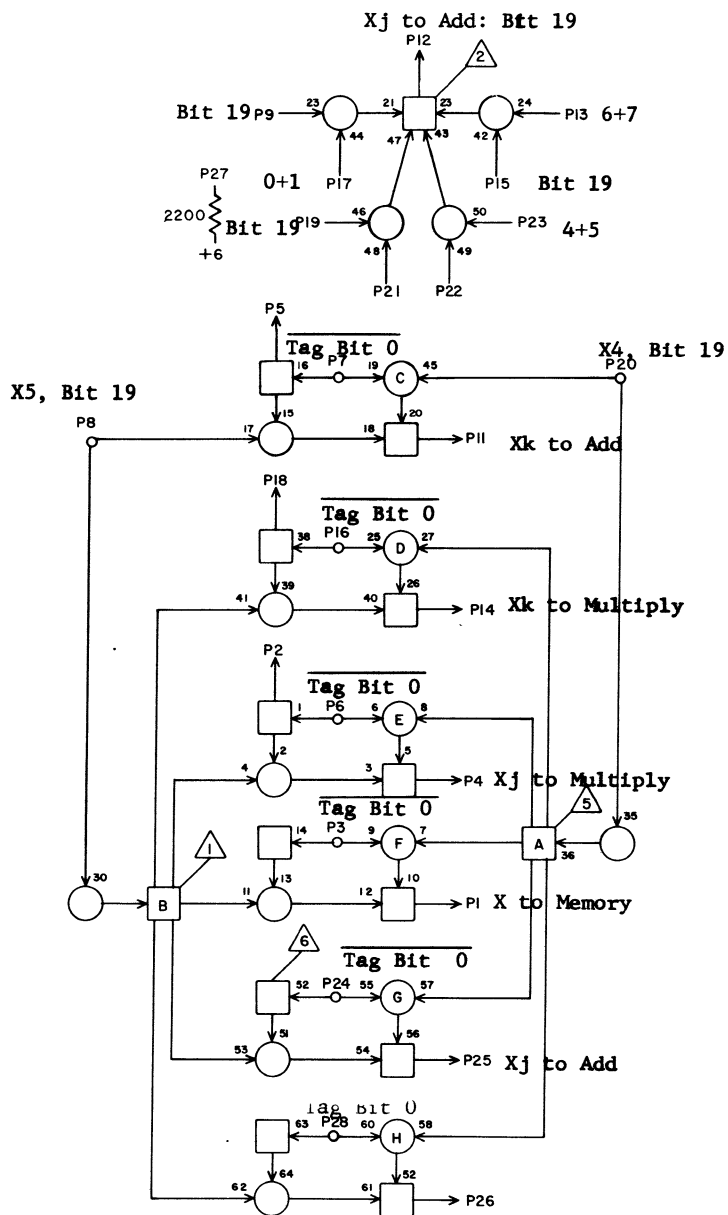 Xj to Add: Bit 19
P12
2
Bit 19 P9 23 21 23 24 P13 6+7
44 47 43 42
P27 0+1 P17 P15 Bit 19
2200 Bit 19 P19 46 50 P23 4+5
+6 48 49
P21 P22
P5
Tag Bit 0 X4, Bit 19
16 P7 19 C 45 P20
X5, Bit 19
P8 15 20
17 18 P11 Xk to Add
P18
Tag Bit 0
38 P16 25 D 27
39 26
41 40 P14 Xk to Multiply
P2
Tag Bit 0
1 P6 6 E 8
2 5
4 3 P4 Xj to Multiply
Tag Bit 0 5
14 P3 9 F 7 A 36 35
1
13 10
30 B 11 12 P1 X to Memory
6
Tag Bit 0
52 P24 55 G 57
51 56
53 54 P25 Xj to Add
Tag Bit 0
63 P28 60 H 58
64 52
62 61 P26